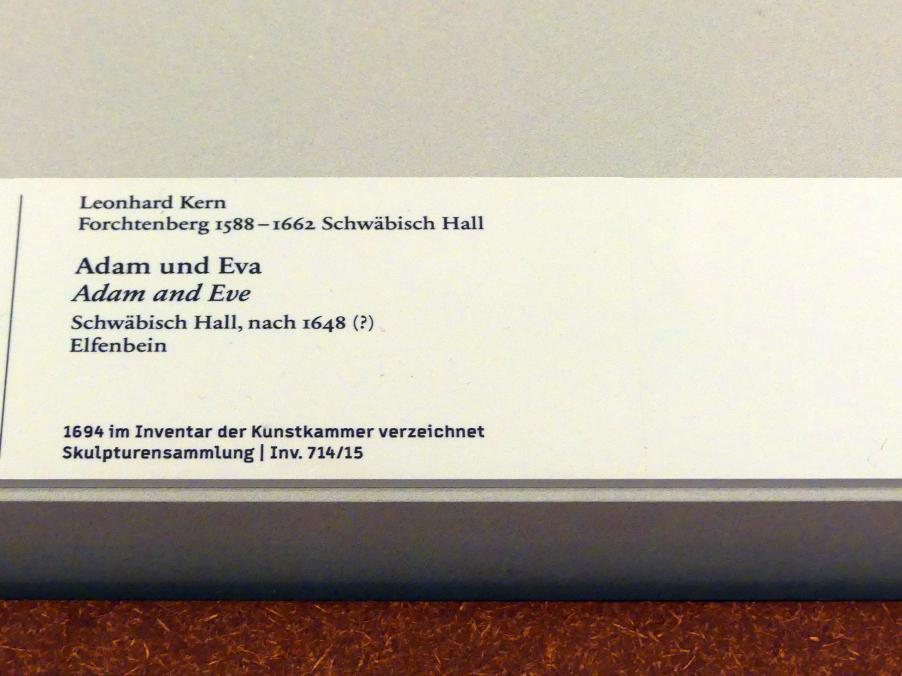 Leonhard Kern
Forchtenberg 1588–1662 Schwäbisch Hall
Adam und Eva
Adam and Eve
Schwäbisch Hall, nach 1648 (?)
Elfenbein
1694 im Inventar der Kunstkammer verzeichnet
Skulpturensammlung | Inv. 714/15